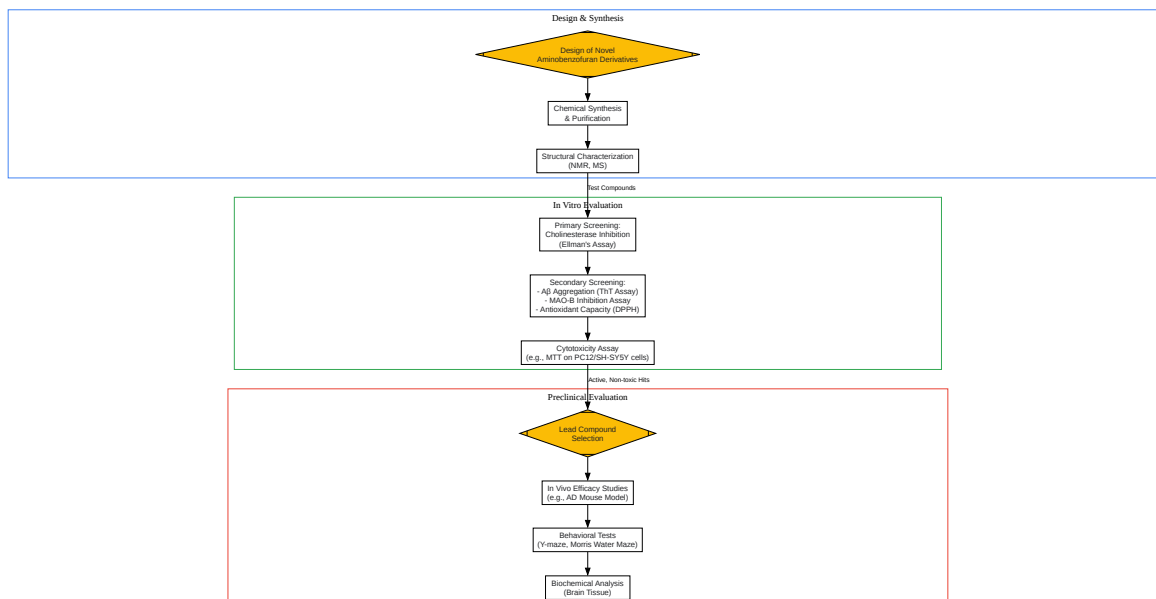 Design & Synthesis
Design of Novel
Aminobenzofuran Derivatives
Chemical Synthesis
& Purification
Structural Characterization
(NMR, MS)
Test Compounds
In Vitro Evaluation
Primary Screening:
Cholinesterase Inhibition
(Ellman's Assay)
Secondary Screening:
- Aβ Aggregation (ThT Assay)
- MAO-B Inhibition Assay
- Antioxidant Capacity (DPPH)
Cytotoxicity Assay
(e.g., MTT on PC12/SH-SY5Y cells)
Active, Non-toxic Hits
Preclinical Evaluation
Lead Compound
Selection
In Vivo Efficacy Studies
(e.g., AD Mouse Model)
Behavioral Tests
(Y-maze, Morris Water Maze)
Biochemical Analysis
(Brain Tissue)